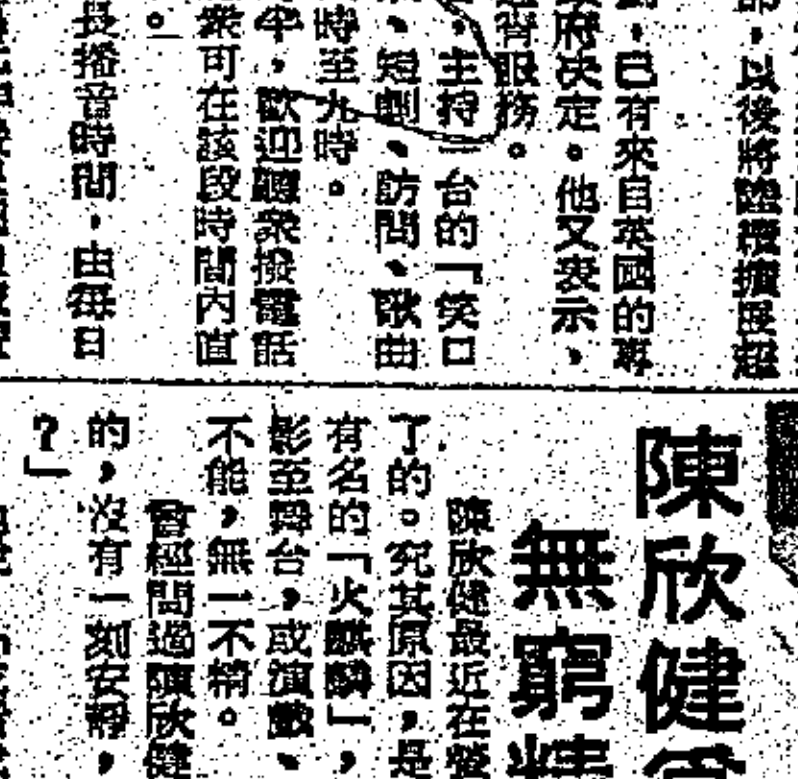 部，以後將陸續擴展超
，已有來自英國的專
府決定。他又表示，
服務。
，主持一台的「笑口
、短劇、訪問、歌曲
時至九時。
，歡迎聽衆撥電話
衆可在該段時間內直
。
長播音時間，由每日
陳欣健
無窮精
陳欣健最近在螢
了的。究其原因，是
有名的「火麒麟」，
影至舞台，或演戲、
不能，無一不精。
曾經問過陳欣健
的，沒有一刻安靜，
？」